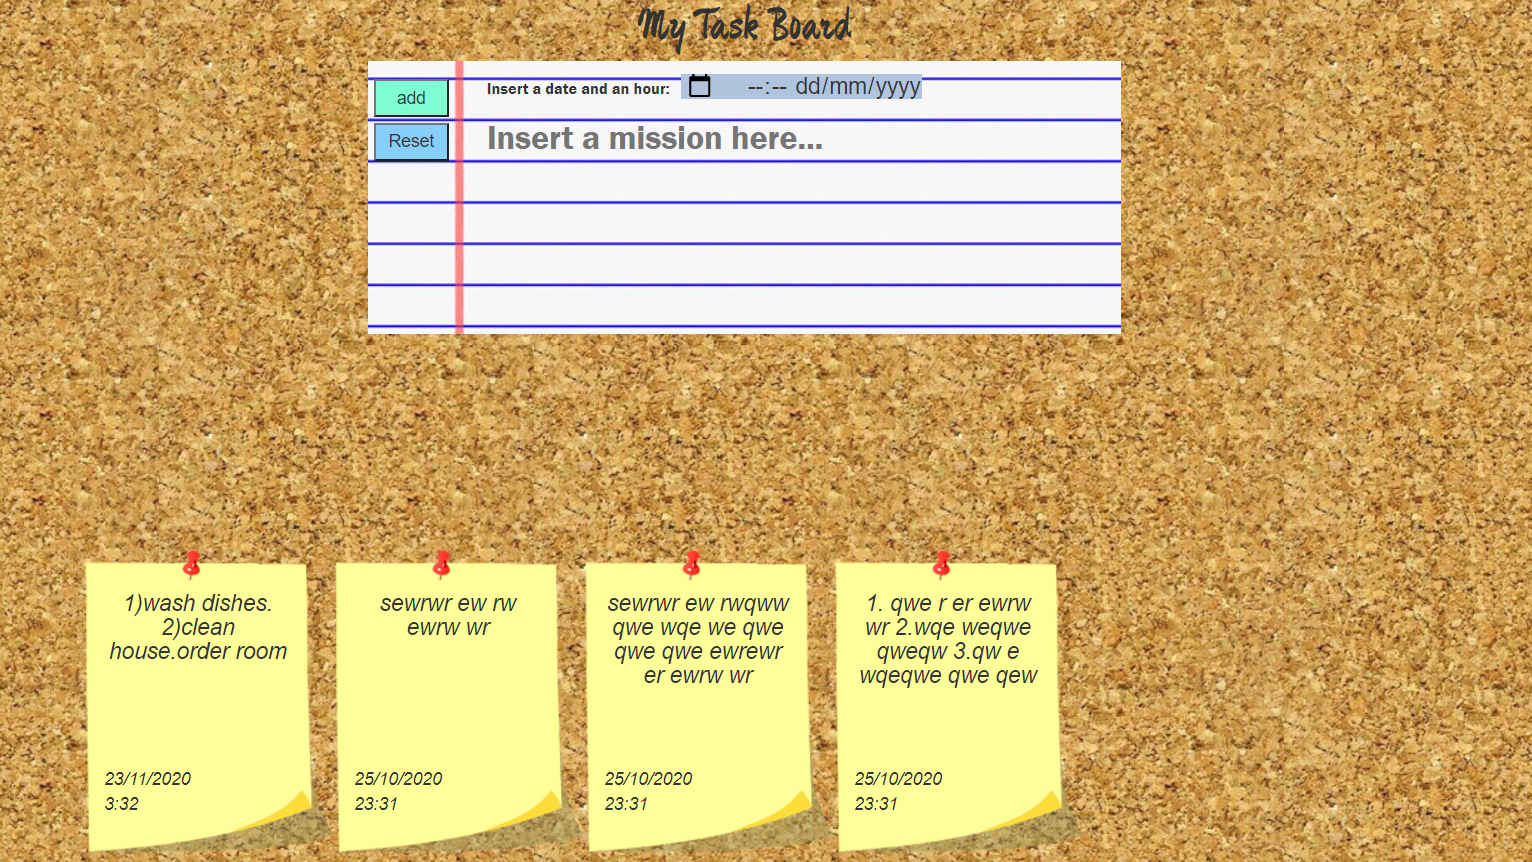 My Task Board
add
Insert a date and an hour:
--:-- dd/mm/yyyy
Reset
Insert a mission here...
1)wash dishes.
2)clean
house.order room
23/11/2020
3:32
sewrwr ew rw
ewrw wr
25/10/2020
23:31
sewrwr ew rwqww
qwe wqe we qwe
qwe qwe ewrewr
er ewrw wr
25/10/2020
23:31
1. qwe r er ewrw
wr 2.wqe weqwe
qweqw 3.qw e
wqeqwe qwe qew
25/10/2020
23:31